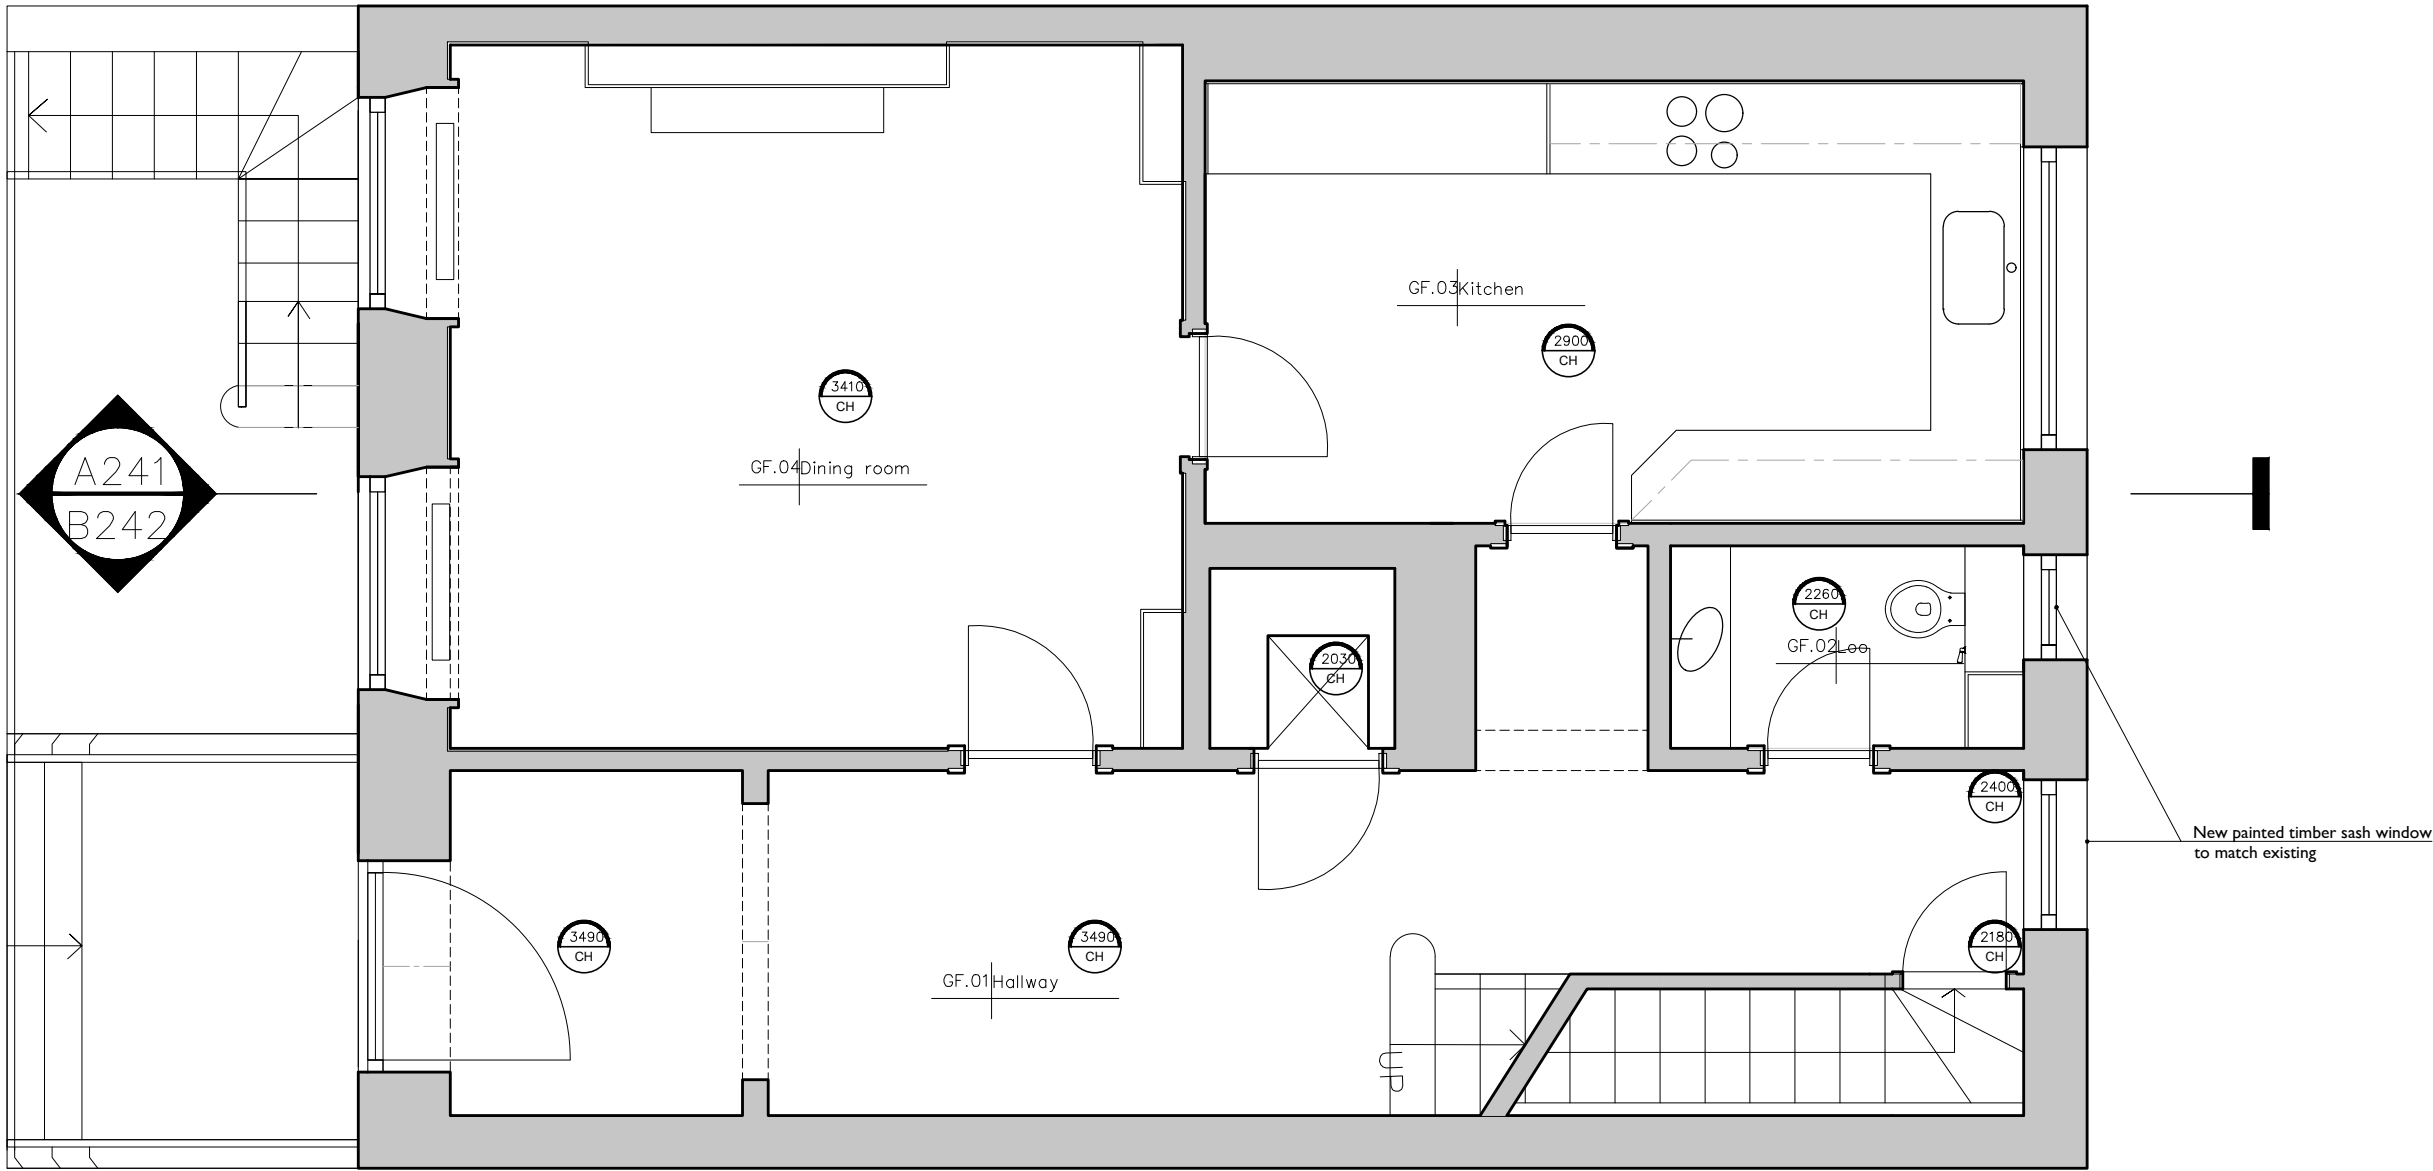 GF.03Kitchen
2900
CH
3410
CH
GF.04Dining room
A241
B242
2260
CH
GF.02Loo
2030
CH
2400
CH
New painted timber sash window
to match existing
3490
CH
3490
CH
2180
CH
GF.01Hallway
UP